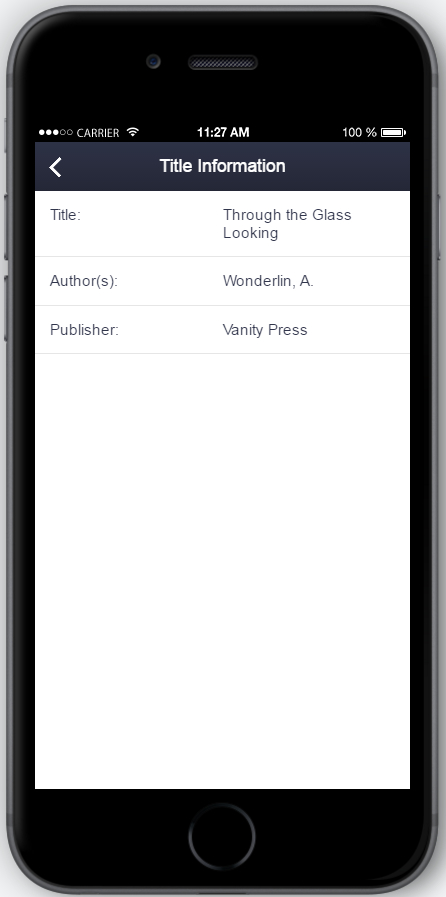 CARRIER 11:27 AM 100 %
Title Information
Title: Through the Glass
Looking
Author(s): Wonderlin, A.
Publisher: Vanity Press